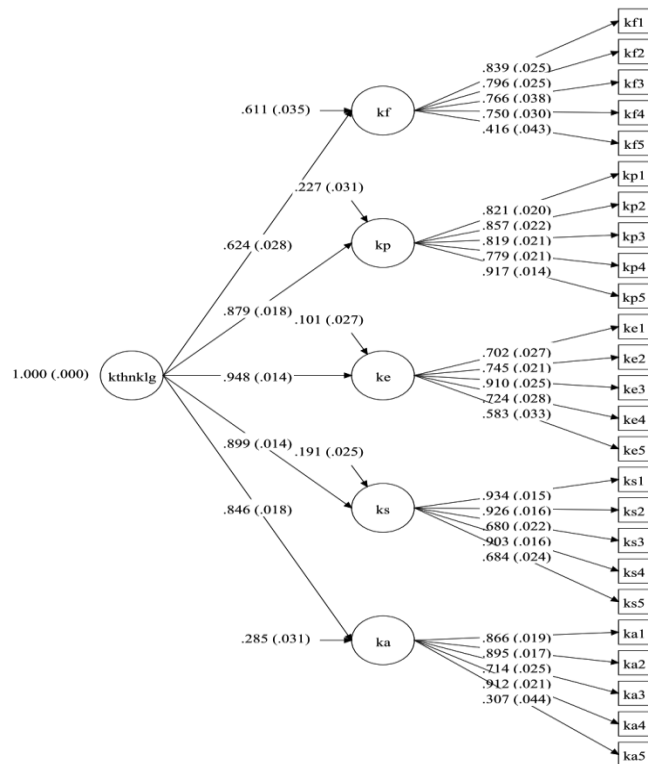 kf1
kf2
.839 (.025)
.796 (.025)
kf3
.766 (.038)
.611 (.035)
kf
.750 (.030)
kf4
.416 (.043)
kf5
kp1
.227 (.031)
.821 (.020)
kp2
.857 (.022)
.624 (.028)
kp
.819 (.021)
kp3
.779 (.021)
kp4
.917 (.014)
kp5
.879 (.018)
.101 (.027)
ke1
.702 (.027)
.745 (.021)
ke2
1.000 (.000)
kthnklg
.948 (.014)
ke
.910 (.025)
ke3
.724 (.028)
.583 (.033)
ke4
.899 (.014)
.191 (.025)
ke5
ks1
.934 (.015)
.846 (.018)
ks
.926 (.016)
ks2
.680 (.022)
ks3
.903 (.016)
.684 (.024)
ks4
ks5
ka1
.285 (.031)
ka
.866 (.019)
.895 (.017)
ka2
.714 (.025)
ka3
.912 (.021)
.307 (.044)
ka4
ka5